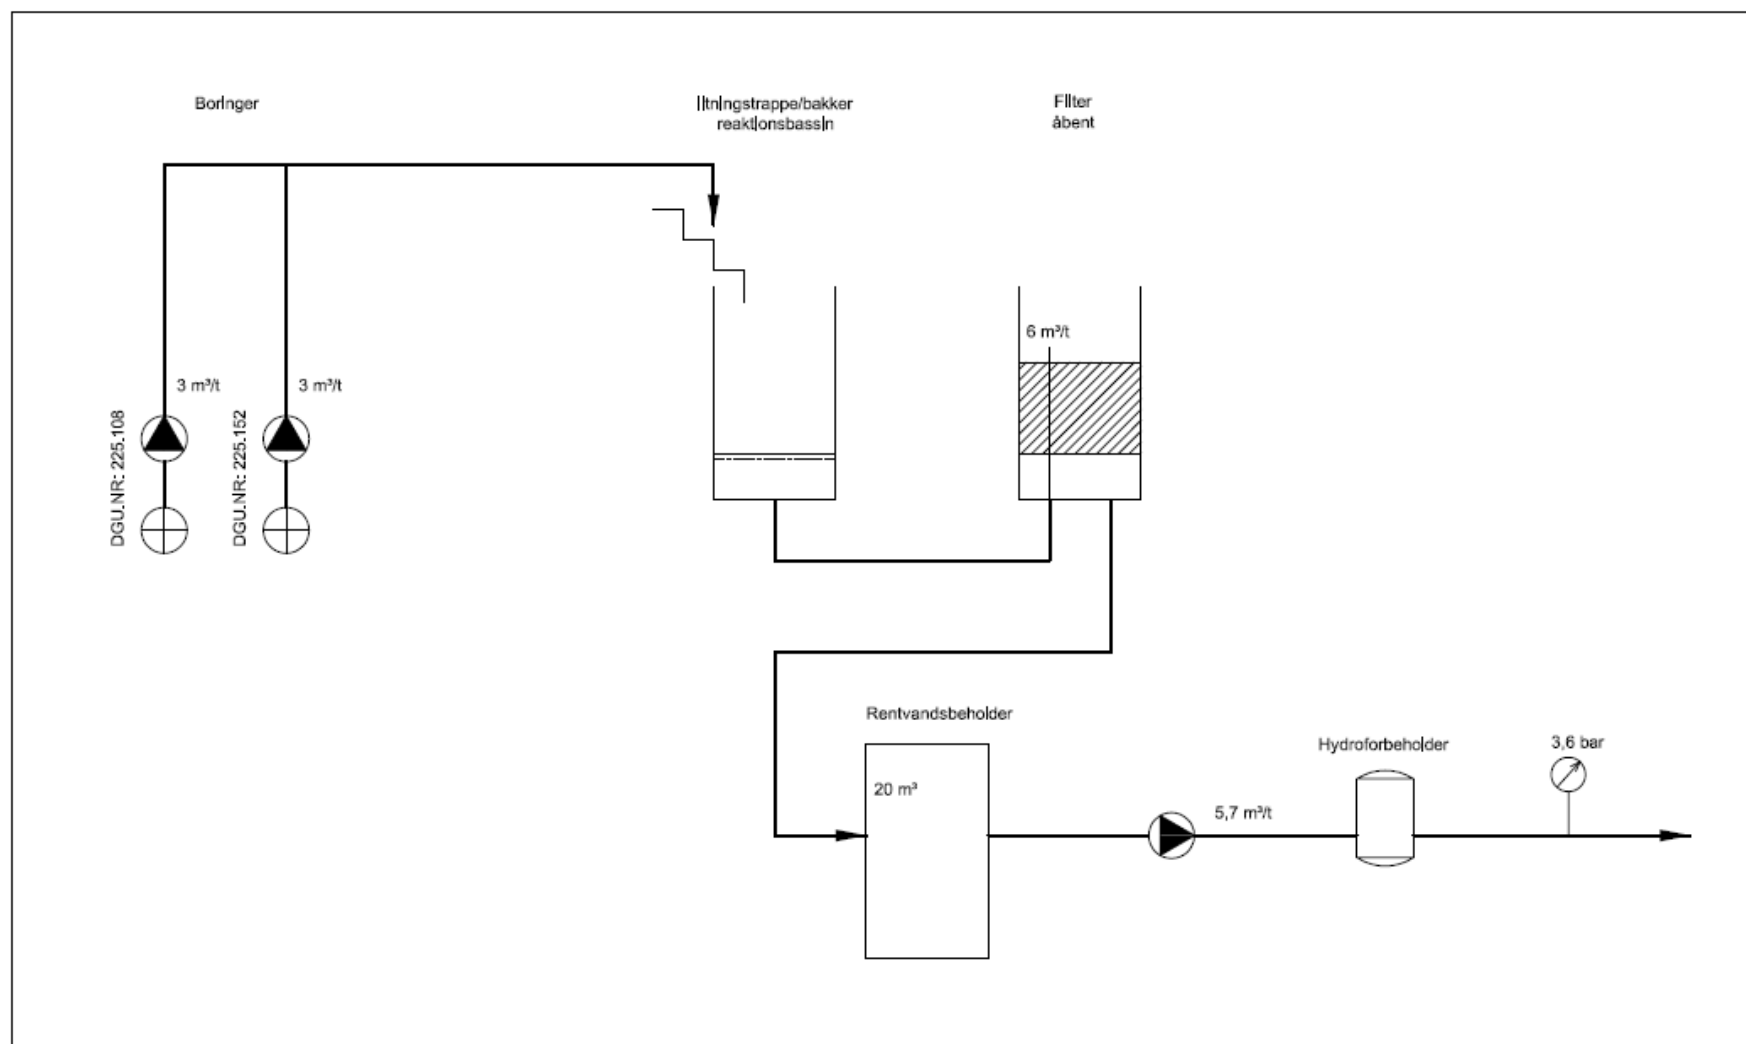 Boringer
Iltningstrappe/bakker
reaktionsbassin
Filter
åbent
6 m³/t
3 m³/t
3 m³/t
DGU.NR: 225.108
DGU.NR: 225.152
Rentvandsbeholder
20 m³
5,7 m³/t
Hydroforbeholder
3,6 bar